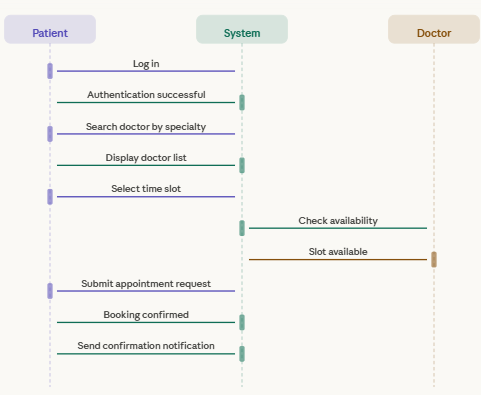 Patient
System
Doctor
Log in
Authentication successful
Search doctor by specialty
Display doctor list
Select time slot
Check availability
Slot available
Submit appointment request
Booking confirmed
Send confirmation notification